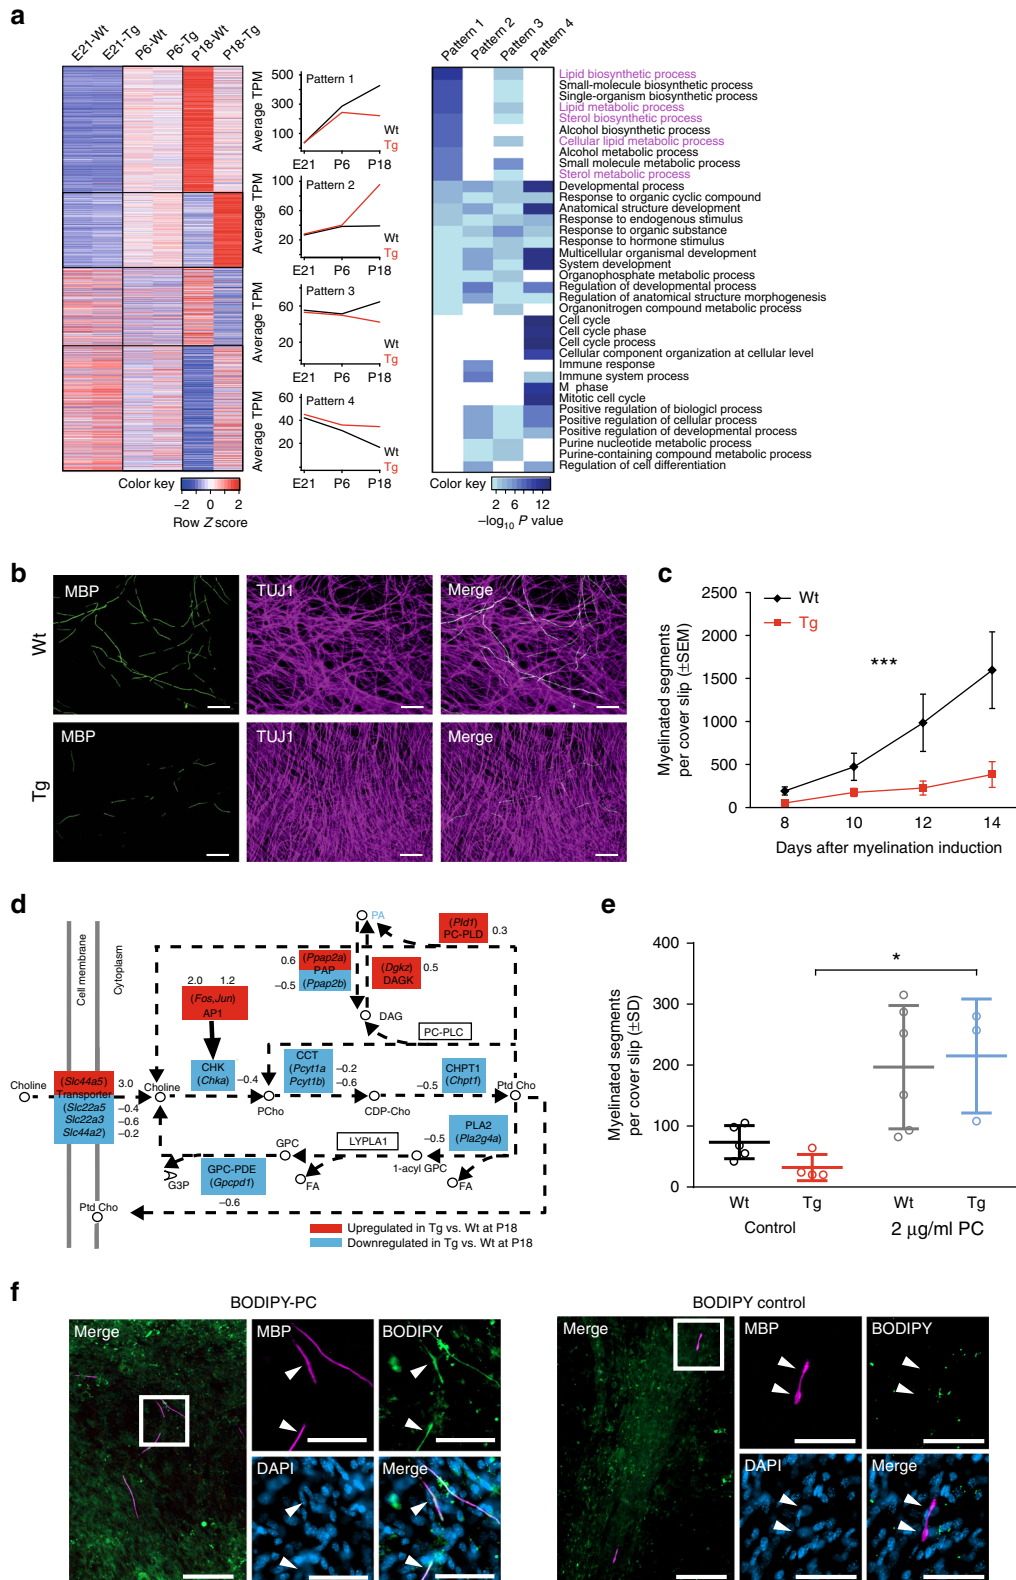 a
E21-Wt
E21-Tg
P6-Wt
P6-Tg
P18-Wt
P18-Tg
Color key
−2 0 2
Row Z score
Average TPM
500
300
100
Pattern 1
Wt
Tg
E21 P6 P18
Average TPM
100
60
20
Pattern 2
Wt
Tg
E21 P6 P18
Average TPM
60
20
Pattern 3
Wt
Tg
E21 P6 P18
Average TPM
60
40
20
Pattern 4
Wt
Tg
E21 P6 P18
Pattern 1
Pattern 2
Pattern 3
Pattern 4
Lipid biosynthetic process
Small-molecule biosynthetic process
Single-organism biosynthetic process
Lipid metabolic process
Sterol biosynthetic process
Alcohol biosynthetic process
Cellular lipid metabolic process
Alcohol metabolic process
Small molecule metabolic process
Sterol metabolic process
Developmental process
Response to organic cyclic compound
Anatomical structure development
Response to endogenous stimulus
Response to organic substance
Response to hormone stimulus
Multicellular organismal development
System development
Organophosphate metabolic process
Regulation of developmental process
Regulation of anatomical structure morphogenesis
Organonitrogen compound metabolic process
Cell cycle
Cell cycle phase
Cell cycle process
Cellular component organization at cellular level
Immune response
Immune system process
M phase
Mitotic cell cycle
Positive regulation of biologicl process
Positive regulation of cellular process
Positive regulation of developmental process
Purine nucleotide metabolic process
Purine-containing compound metabolic process
Regulation of cell differentiation
Color key
2 6 12
−log10 P value
b
Wt
MBP
TUJ1
Merge
Tg
MBP
TUJ1
Merge
c
Myelinated segments
per cover slip (±SEM)
2500
2000
1500
1000
500
0
Wt
Tg
***
8 10 12 14
Days after myelination induction
d
Cell membrane
Cytoplasm
PA
(Pld1)
PC-PLD
0.3
0.6
(Ppap2a)
PAP
−0.5
(Ppap2b)
(Dgkz)
DAGK
0.5
2.0 1.2
(Fos,Jun)
AP1
DAG
PC-PLC
CHK
(Chka)
−0.4
CCT
(Pcyt1a
Pcyt1b)
−0.2
−0.6
−0.5
CHPT1
(Chpt1)
Ptd Cho
Choline
(Slc44a5)
3.0
Transporter
(Slc22a5
Slc22a3
Slc44a2)
−0.4
−0.6
−0.2
Choline
PCho
CDP-Cho
PLA2
(Pla2g4a)
−0.5
LYPLA1
GPC
1-acyl GPC
GPC-PDE
(Gpcpd1)
−0.6
G3P
FA
FA
Ptd Cho
Upregulated in Tg vs. Wt at P18
Downregulated in Tg vs. Wt at P18
e
Myelinated segments
per cover slip (±SD)
400
300
200
100
0
*
Wt Tg Wt Tg
Control 2 μg/ml PC
f
BODIPY-PC
Merge
MBP
BODIPY
DAPI
Merge
BODIPY control
Merge
MBP
BODIPY
DAPI
Merge